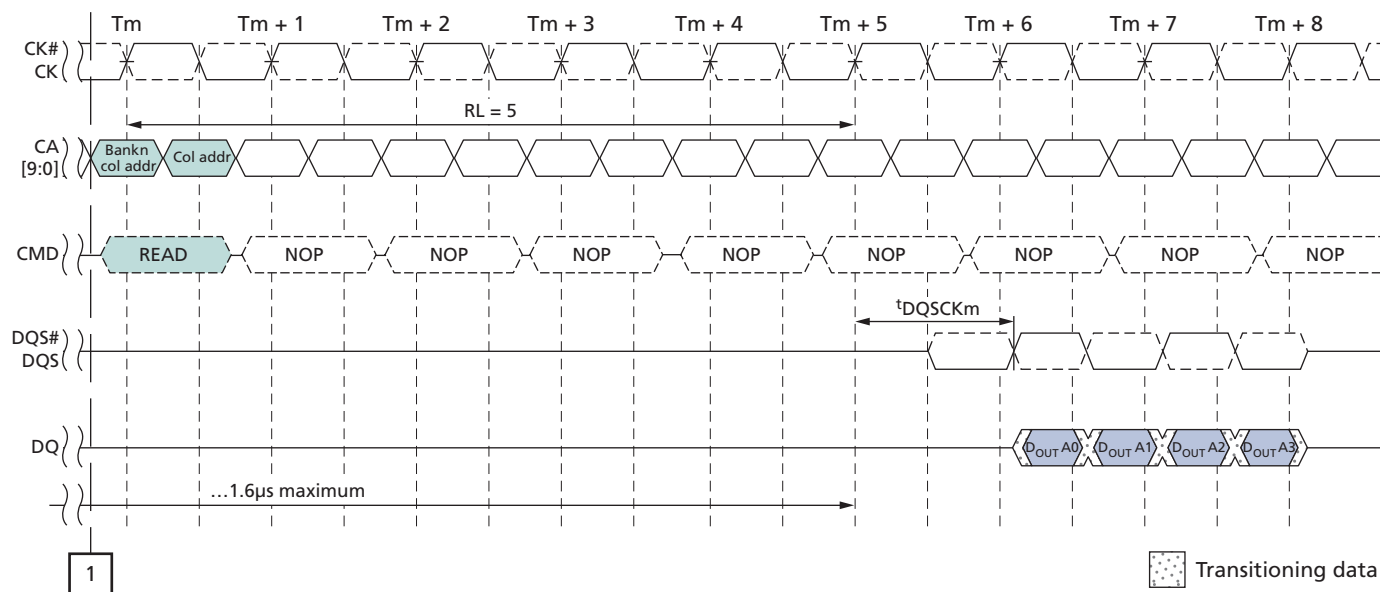 Tm Tm + 1 Tm + 2 Tm + 3 Tm + 4 Tm + 5 Tm + 6 Tm + 7 Tm + 8
CK#
CK
RL = 5
CA
[9:0]
Bankn
col addr
Col addr
CMD READ NOP NOP NOP NOP NOP NOP NOP NOP
tDQSCKm
DQS#
DQS
DQ DOUT A0 DOUT A1 DOUT A2 DOUT A3
…1.6μs maximum
1
Transitioning data